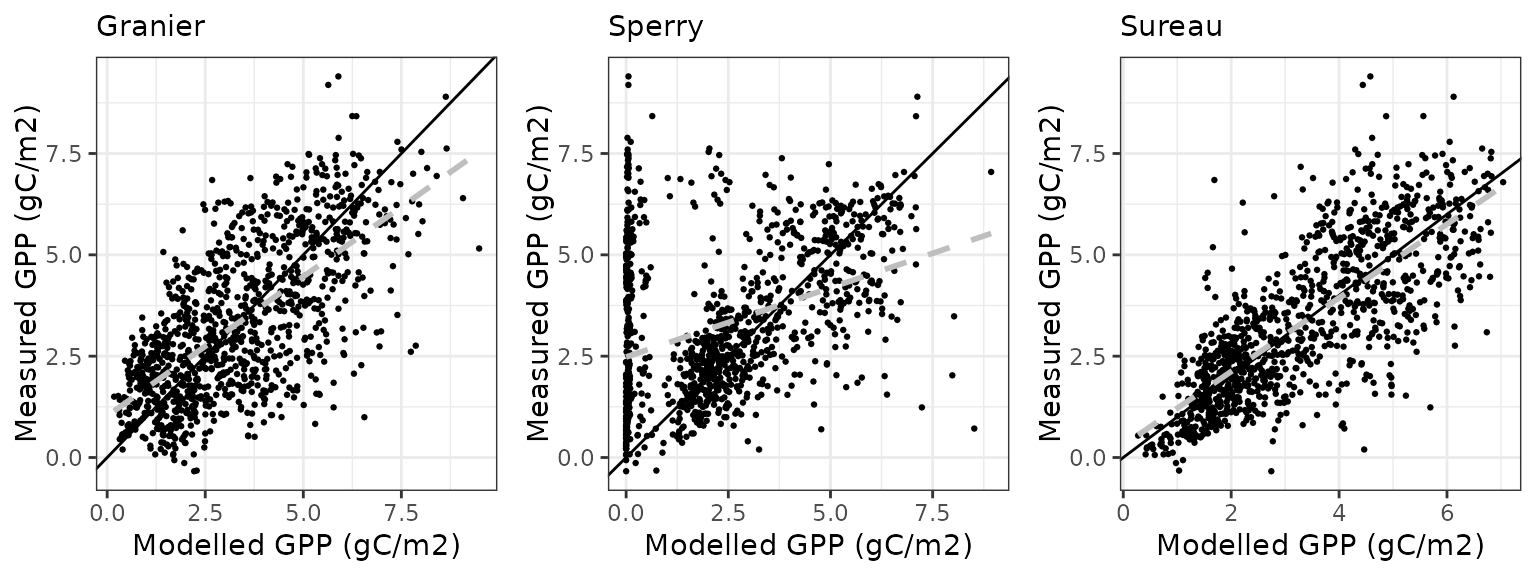 Granier
Measured GPP (gC/m2)
7.5
5.0
2.5
0.0
0.0 2.5 5.0 7.5
Modelled GPP (gC/m2)
Sperry
Measured GPP (gC/m2)
7.5
5.0
2.5
0.0
0.0 2.5 5.0 7.5
Modelled GPP (gC/m2)
Sureau
Measured GPP (gC/m2)
7.5
5.0
2.5
0.0
0 2 4 6
Modelled GPP (gC/m2)